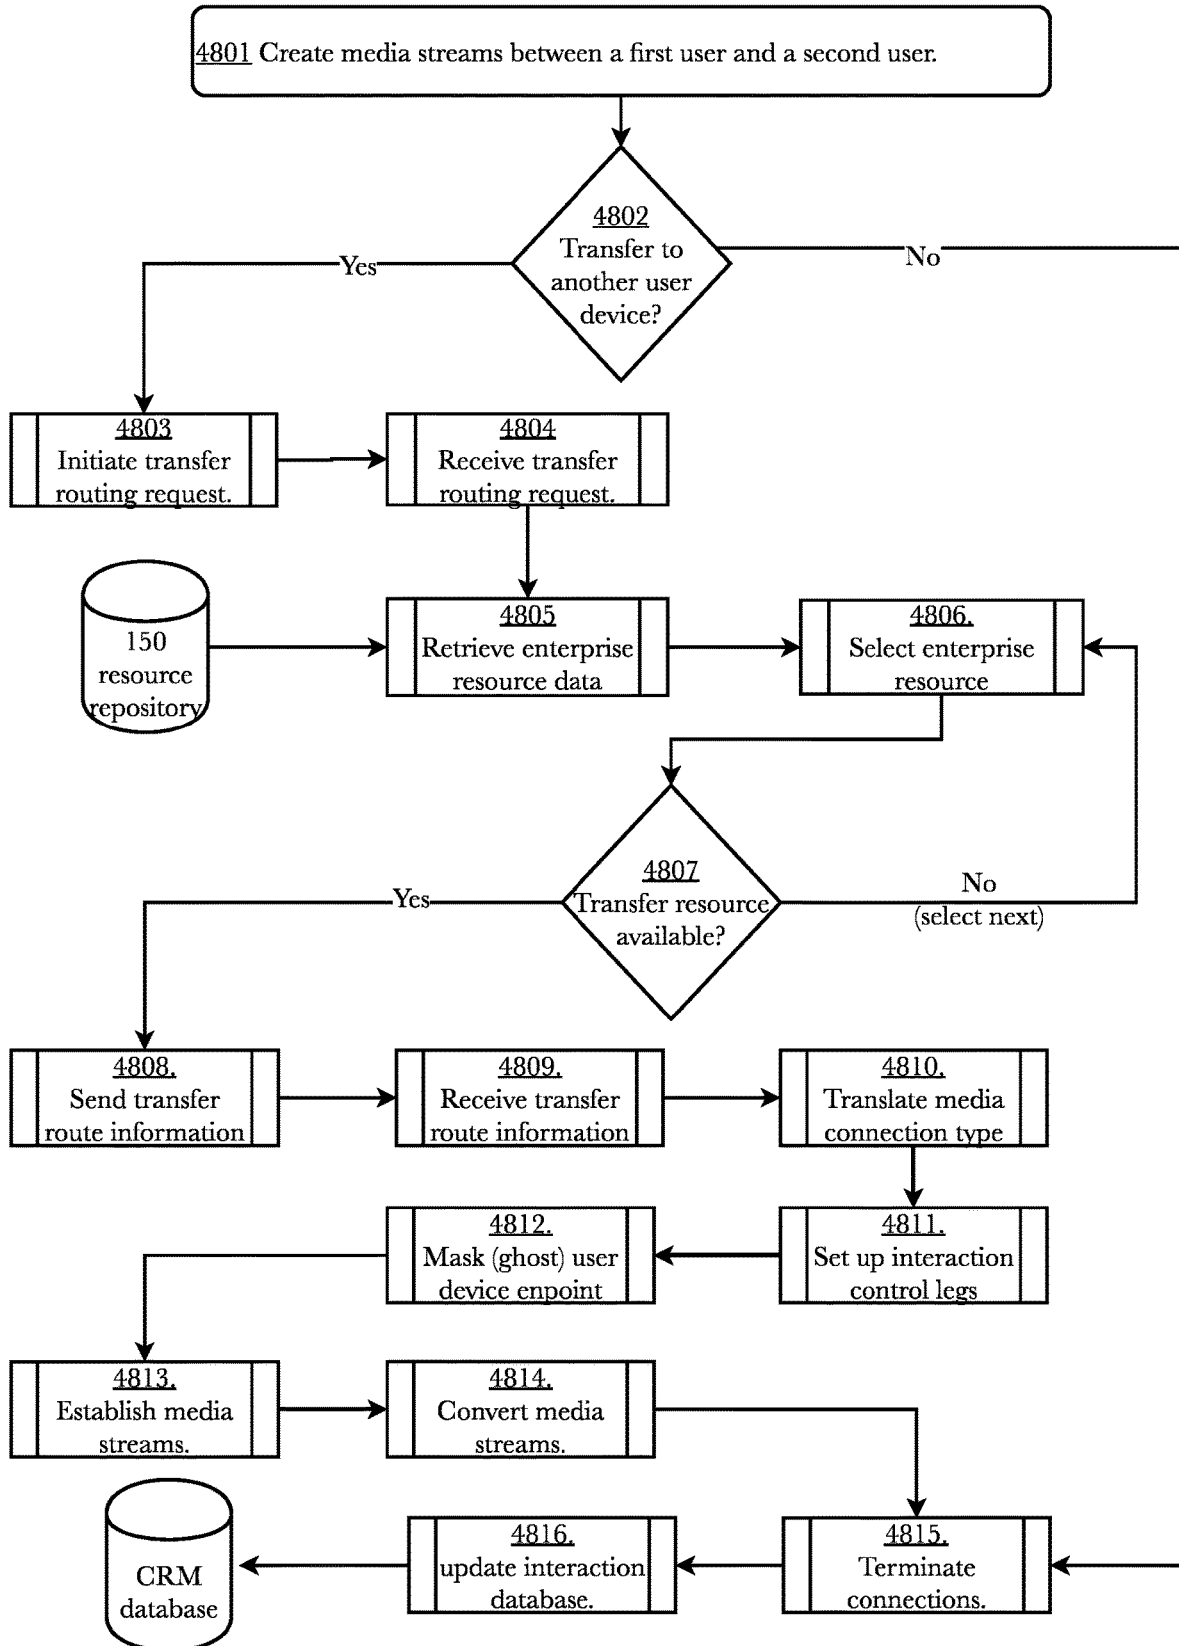 4801 Create media streams between a first user and a second user.
4802
Transfer to
another user
device?
Yes
No
4803
Initiate transfer
routing request.
4804
Receive transfer
routing request.
150
resource
repository
4805
Retrieve enterprise
resource data
4806.
Select enterprise
resource
4807
Transfer resource
available?
Yes
No
(select next)
4808.
Send transfer
route information
4809.
Receive transfer
route information
4810.
Translate media
connection type
4812.
Mask (ghost) user
device enpoint
4811.
Set up interaction
control legs
4813.
Establish media
streams.
4814.
Convert media
streams.
CRM
database
4816.
update interaction
database.
4815.
Terminate
connections.